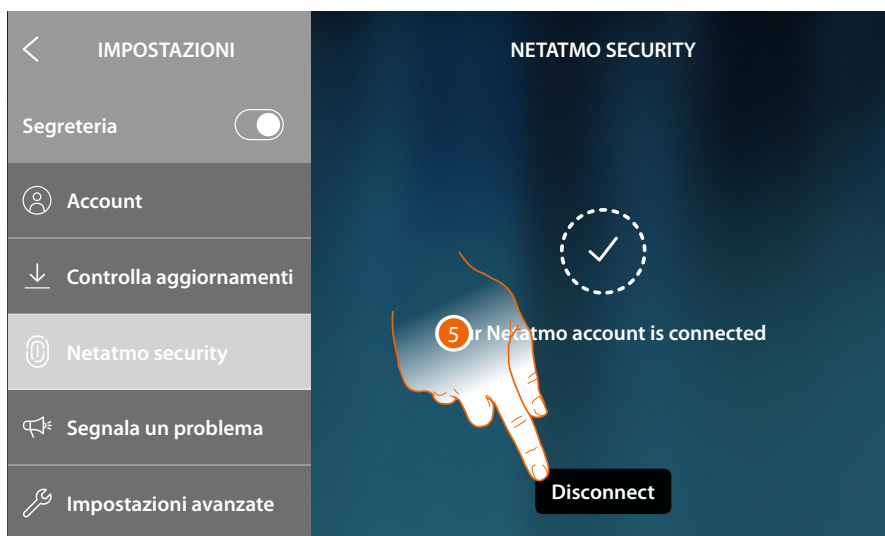 IMPOSTAZIONI
Segreteria
Account
Controlla aggiornamenti
Netatmo security
Segnala un problema
Impostazioni avanzate
NETATMO SECURITY
5
r Netatmo account is connected
Disconnect